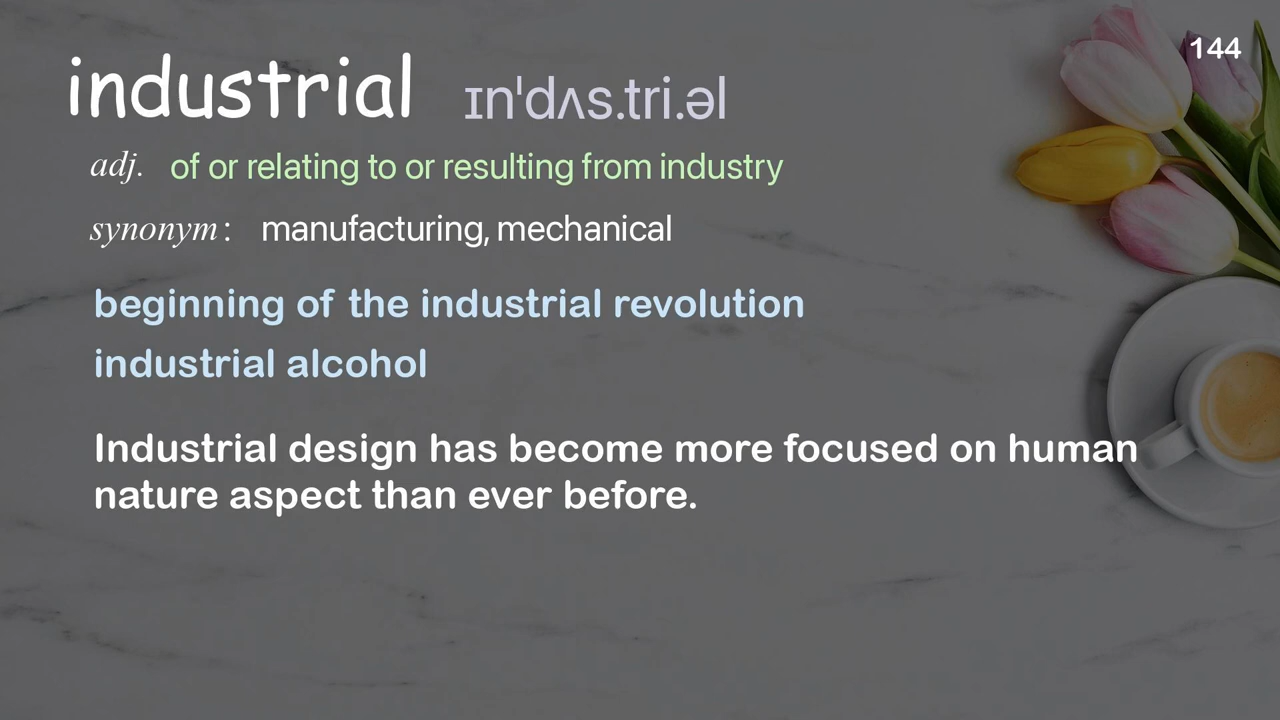 144
industrial ɪnˈdʌs.tri.əl
adj. of or relating to or resulting from industry
synonym: manufacturing, mechanical
beginning of the industrial revolution
industrial alcohol
Industrial design has become more focused on human
nature aspect than ever before.